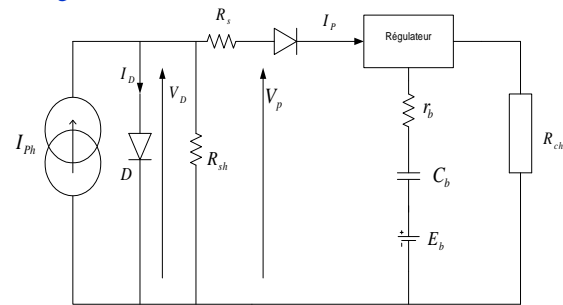 R_s
I_P
Régulateur
I_D
V_D
V_p
I_Ph
D
R_sh
r_b
R_ch
C_b
E_b